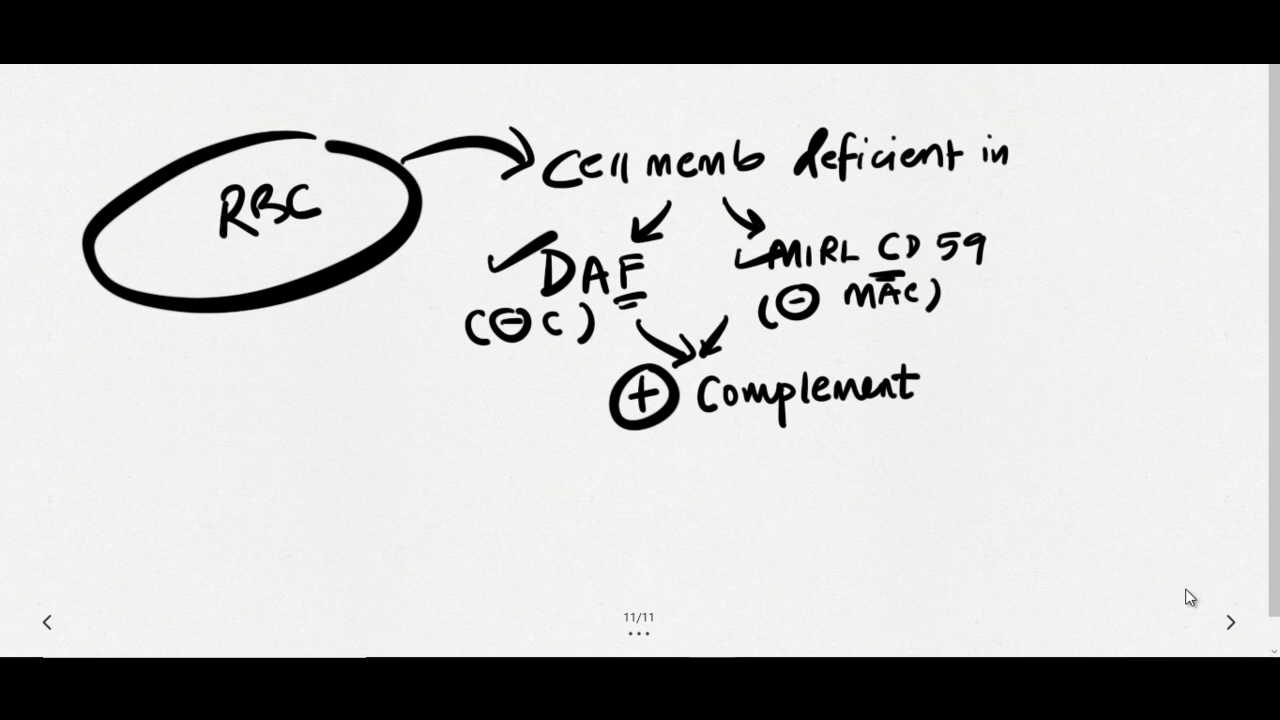 RBC
Cell memb deficient in
DAF
MIRL CD 59
(⊖ C)
(⊖ MAC)
⊕ Complement
11/11